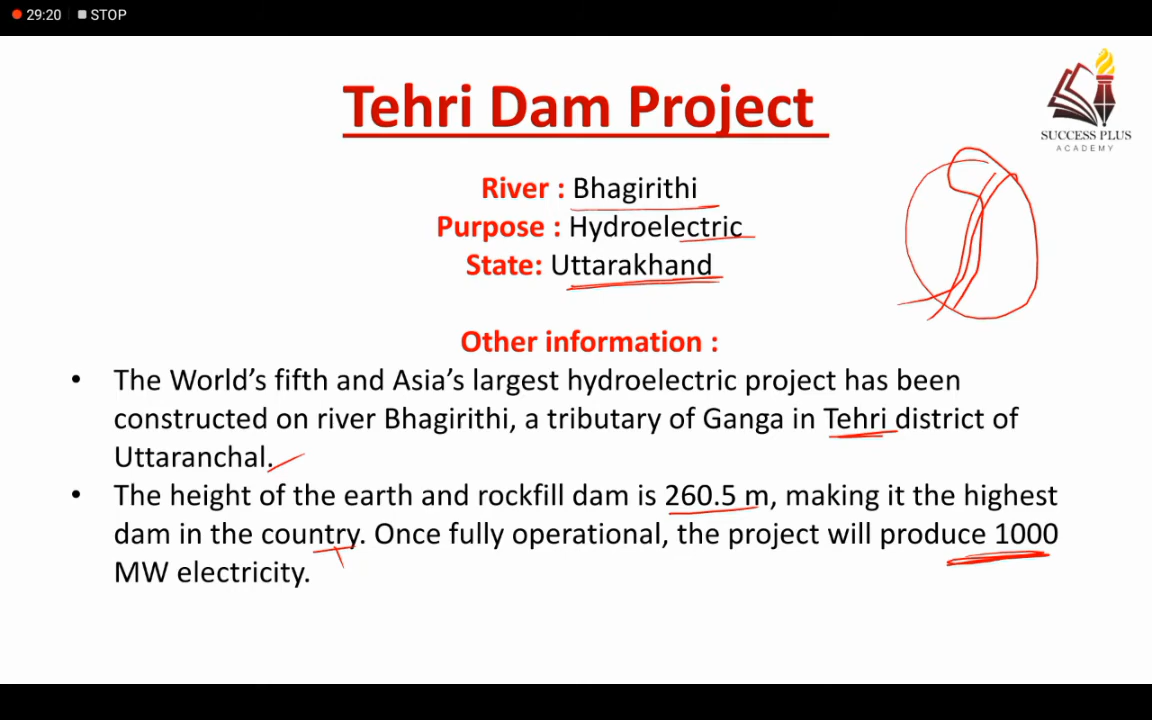 29:20 STOP
SUCCESS PLUS
ACADEMY
Tehri Dam Project
River : Bhagirithi
Purpose : Hydroelectric
State: Uttarakhand
Other information :
• The World's fifth and Asia's largest hydroelectric project has been
constructed on river Bhagirithi, a tributary of Ganga in Tehri district of
Uttaranchal.
• The height of the earth and rockfill dam is 260.5 m, making it the highest
dam in the country. Once fully operational, the project will produce 1000
MW electricity.